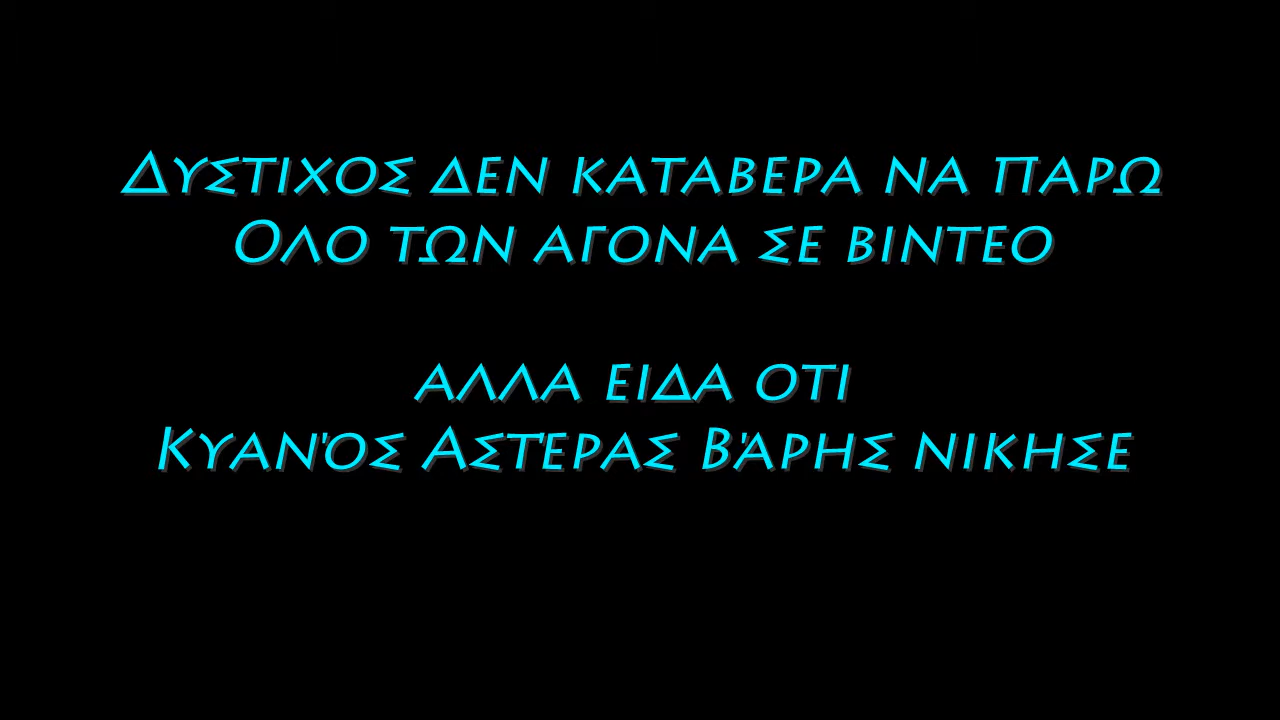 Δυστιχος δεν καταβερα να Παρω
Ολο των αγονα σε βιντεο
αλλα ειδα οτι
Κυανός Αστέρας Βάρης νικησε